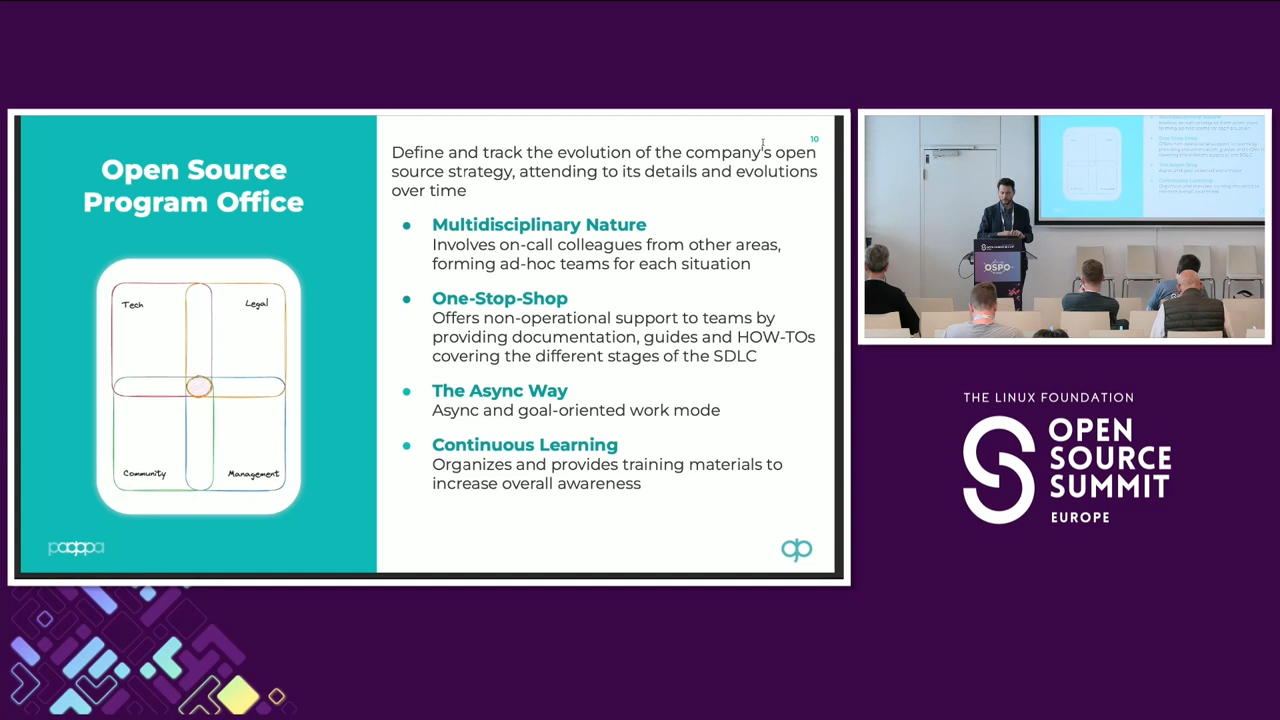 Open Source
Program Office
Tech
Legal
Community
Management
pagopa
10
Define and track the evolution of the company's open
source strategy, attending to its details and evolutions
over time
• Multidisciplinary Nature
Involves on-call colleagues from other areas,
forming ad-hoc teams for each situation
• One-Stop-Shop
Offers non-operational support to teams by
providing documentation, guides and HOW-TOs
covering the different stages of the SDLC
• The Async Way
Async and goal-oriented work mode
• Continuous Learning
Organizes and provides training materials to
increase overall awareness
OSPO
THE LINUX FOUNDATION
OPEN
SOURCE
SUMMIT
EUROPE